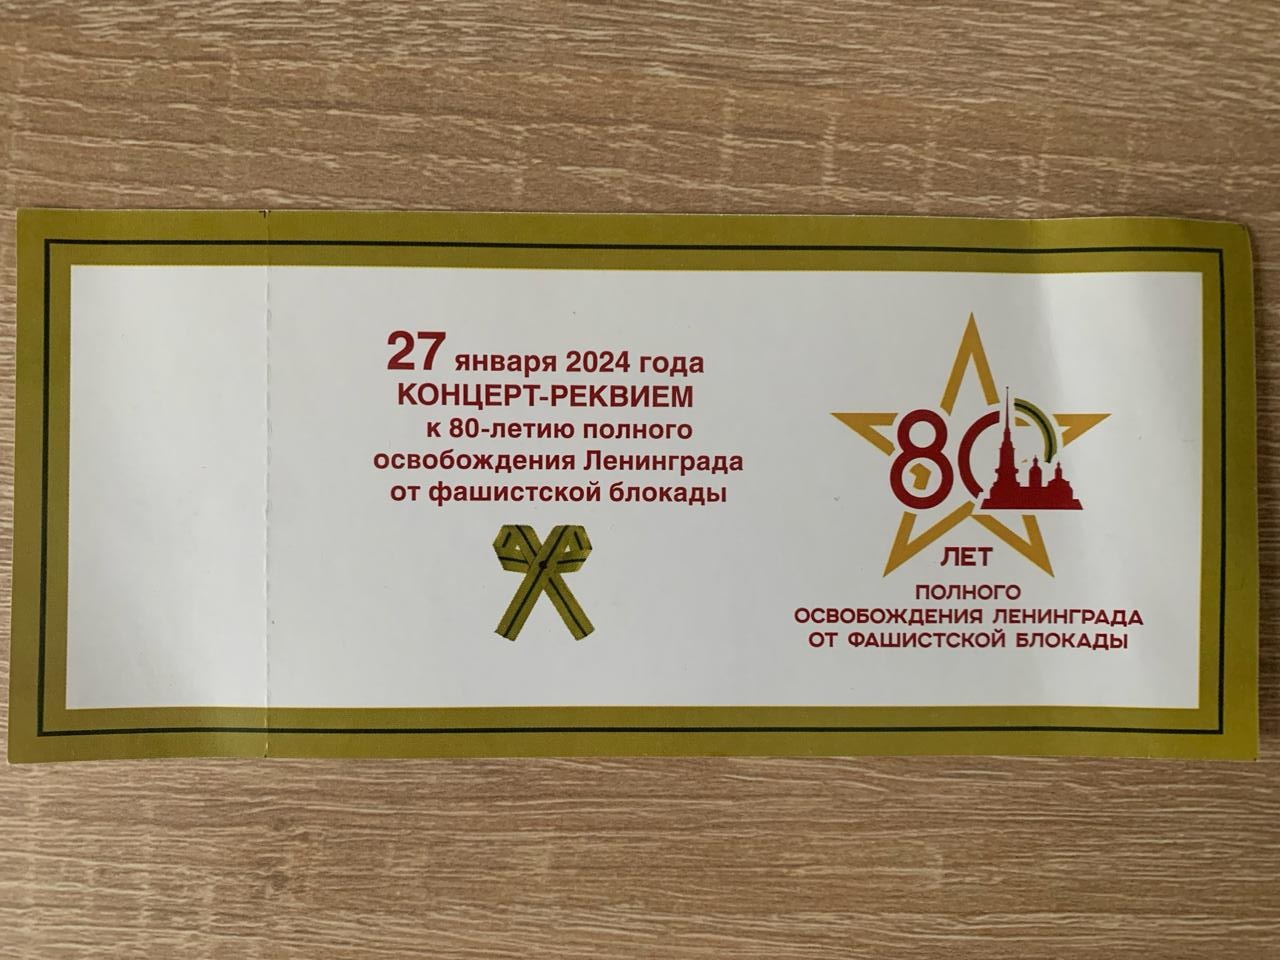 27 января 2024 года
КОНЦЕРТ-РЕКВИЕМ
к 80-летию полного
освобождения Ленинграда
от фашистской блокады
80
ЛЕТ
ПОЛНОГО
ОСВОБОЖДЕНИЯ ЛЕНИНГРАДА
ОТ ФАШИСТСКОЙ БЛОКАДЫ